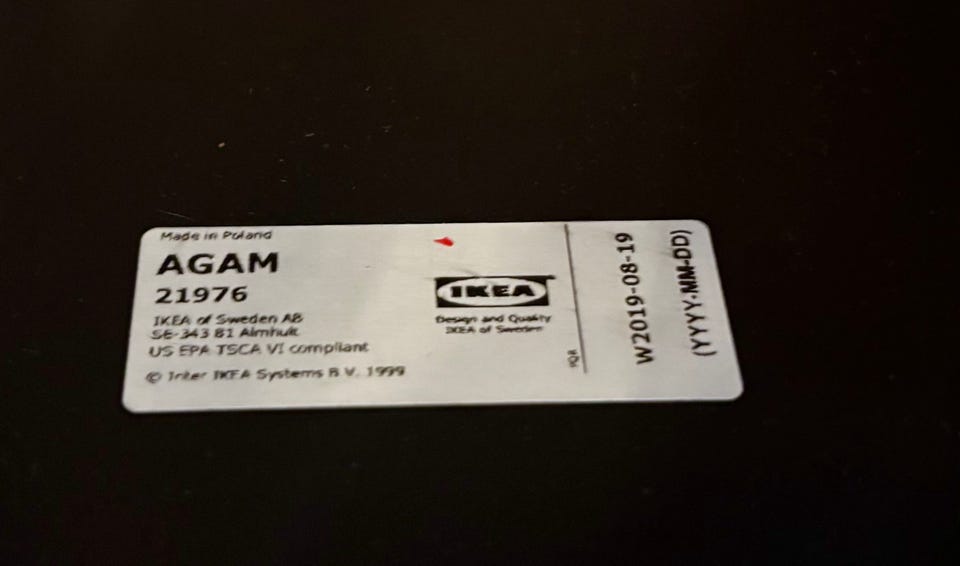 Made in Poland
AGAM
21976
IKEA of Sweden AB
SE-343 81 Älmhult
US EPA TSCA VI compliant
© Inter IKEA Systems B.V. 1999
IKEA
Design and Quality
IKEA of Sweden
W2019-08-19
(YYYY-MM-DD)